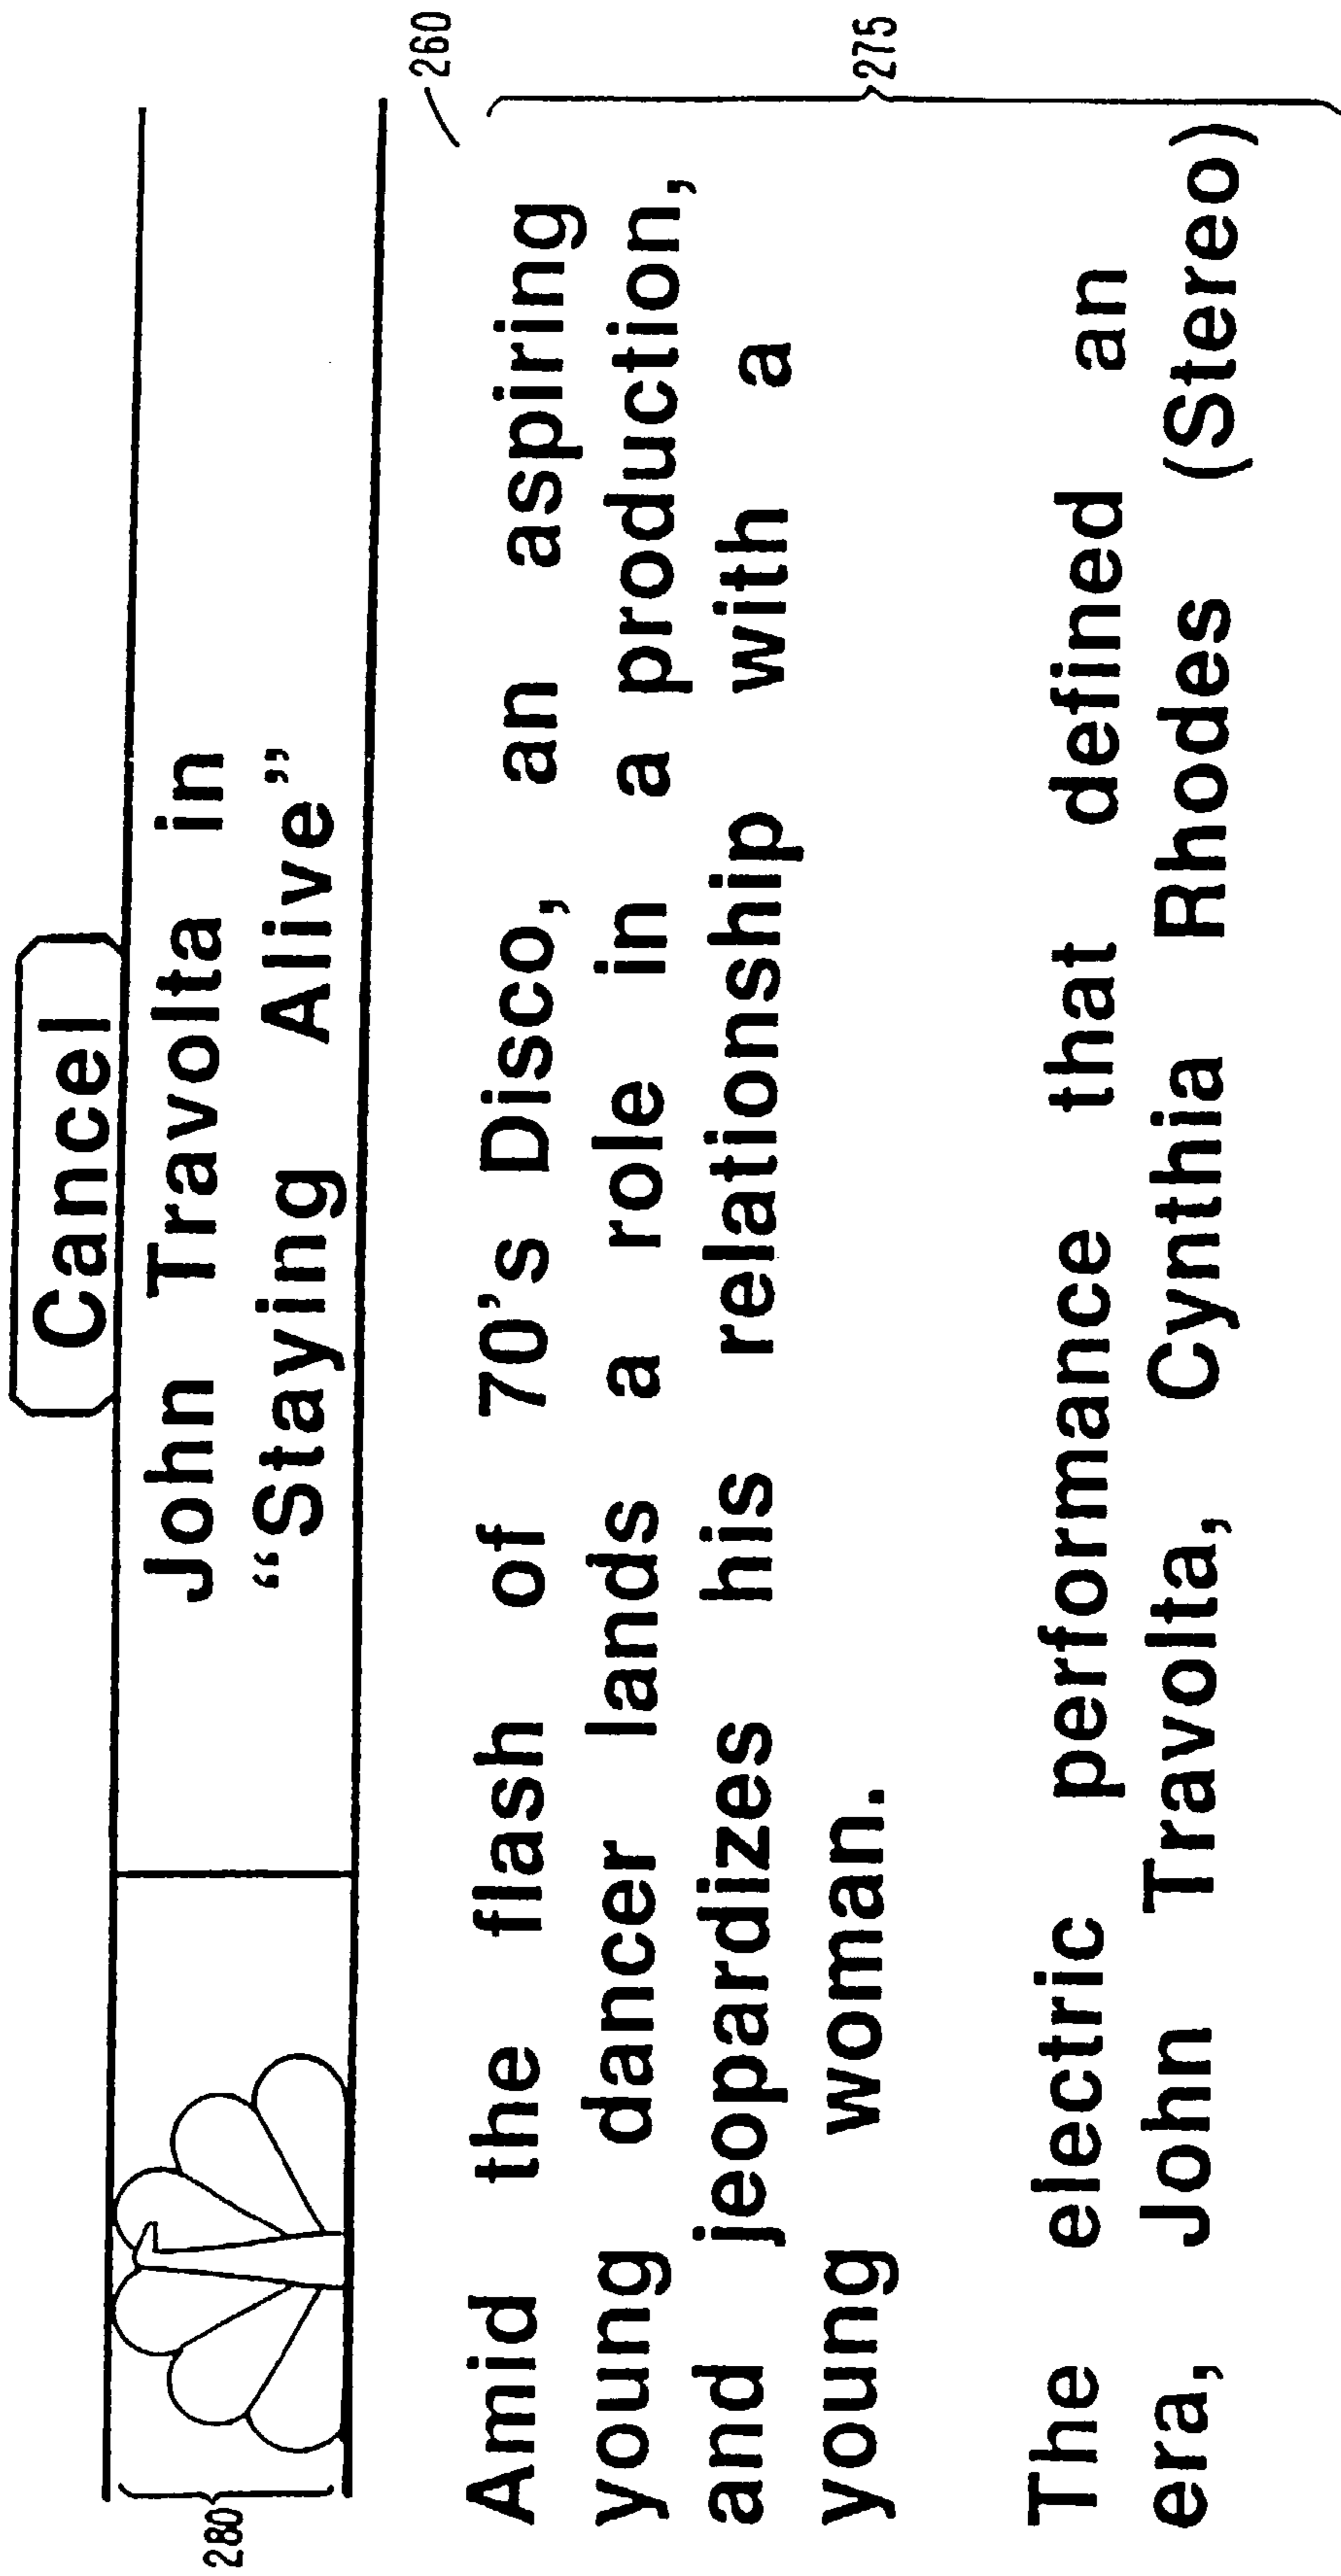 Cancel
John Travolta in
“Staying Alive”
280
260
Amid the flash of 70's Disco, an aspiring
young dancer lands a role in a production,
and jeopardizes his relationship with a
young woman.
275
The electric performance that defined an
era, John Travolta, Cynthia Rhodes (Stereo)